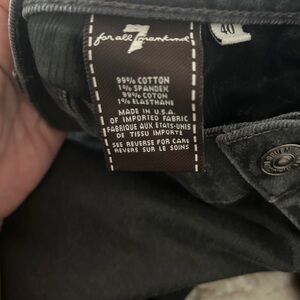 7
for all mankind
40
99% COTTON
1% SPANDEX
99% COTON
1% ELASTHANE
MADE IN U.S.A.
OF IMPORTED FABRIC
FABRIQUE AUX ETATS-UNIS
DE TISSU IMPORTE
SEE REVERSE FOR CARE
REVERS SUR LE SOINS